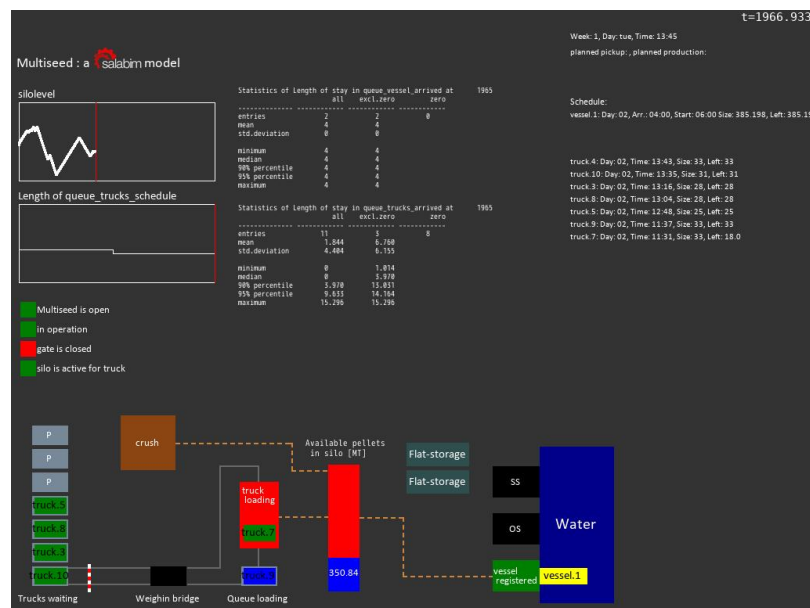 t=1966.933
Week: 1, Day: tue, Time: 13:45
planned pickup: , planned production:
Multiseed : a salabim model
silolevel
Statistics of Length of stay in queue_vessel_arrived at 1965
all excl.zero zero
entries 2 2 0
mean 4 4
std.deviation 0 0
minimum 4 4
median 4 4
90% percentile 4 4
95% percentile 4 4
maximum 4 4
Schedule:
vessel.1: Day: 02, Arr.: 04:00, Start: 06:00 Size: 385.198, Left: 385.19
truck.4: Day: 02, Time: 13:43, Size: 33, Left: 33
truck.10: Day: 02, Time: 13:35, Size: 31, Left: 31
truck.3: Day: 02, Time: 13:16, Size: 28, Left: 28
truck.8: Day: 02, Time: 13:04, Size: 28, Left: 28
truck.5: Day: 02, Time: 12:48, Size: 25, Left: 25
truck.9: Day: 02, Time: 11:37, Size: 33, Left: 33
truck.7: Day: 02, Time: 11:31, Size: 33, Left: 18.0
Length of queue_trucks_schedule
Statistics of Length of stay in queue_trucks_arrived at 1965
all excl.zero zero
entries 11 3 8
mean 1.844 6.760
std.deviation 4.404 6.155
minimum 0 1.014
median 0 3.970
90% percentile 3.970 13.031
95% percentile 9.633 14.164
maximum 15.296 15.296
Multiseed is open
in operation
gate is closed
silo is active for truck
P
P
P
truck.5
truck.8
truck.3
truck.10
Trucks waiting
crush
Weighin bridge
truck
loading
truck.7
truck.9
Queue loading
Available pellets
in silo [MT]
350.84
Flat-storage
Flat-storage
SS
OS
Water
vessel
registered
vessel.1